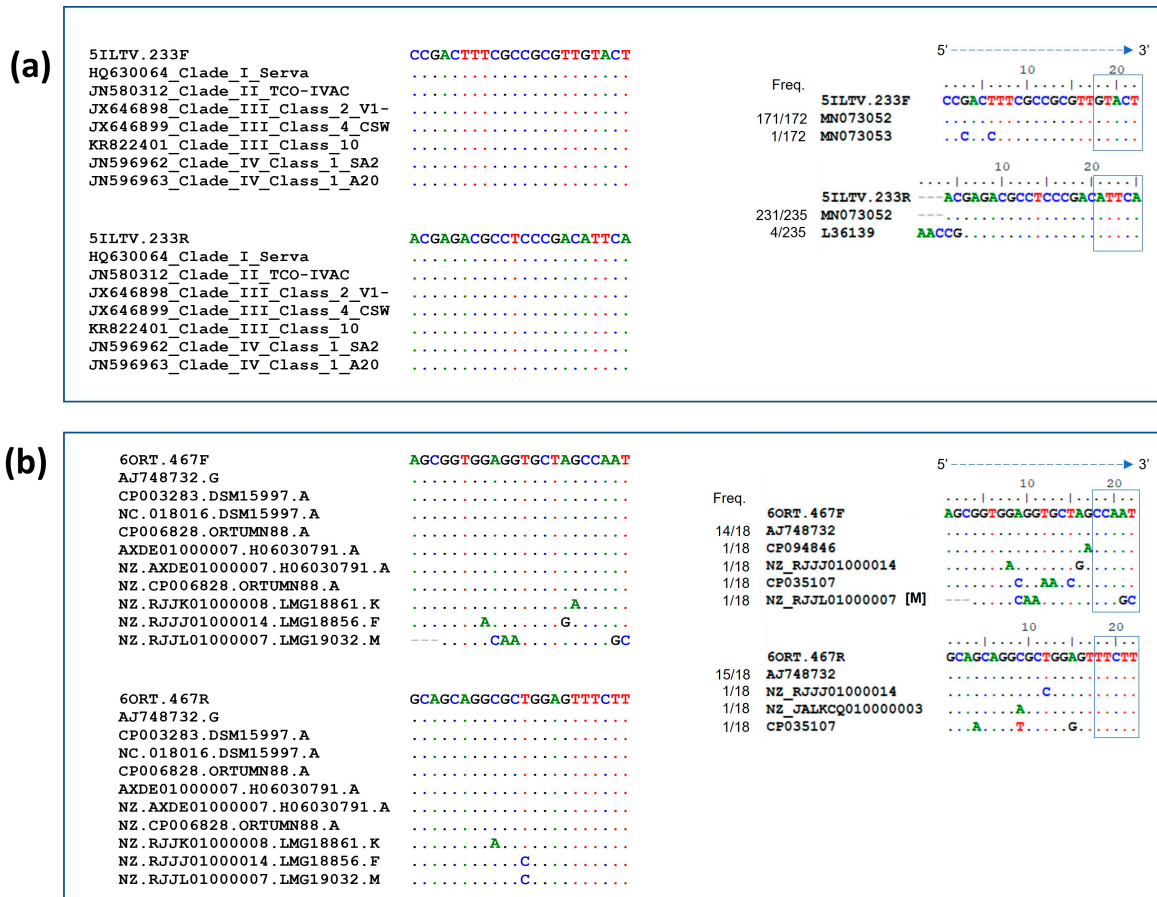 (a)
5ILTV.233F CCGACTTTCGCCGCGTTGTACT
HQ630064_Clade_I_Serva ......................
JN580312_Clade_II_TCO-IVAC ......................
JX646898_Clade_III_Class_2_V1- ......................
JX646899_Clade_III_Class_4_CSW ......................
KR822401_Clade_III_Class_10 ......................
JN596962_Clade_IV_Class_1_SA2 ......................
JN596963_Clade_IV_Class_1_A20 ......................
5ILTV.233R ACGAGACGCCTCCCGACATTCA
HQ630064_Clade_I_Serva ......................
JN580312_Clade_II_TCO-IVAC ......................
JX646898_Clade_III_Class_2_V1- ......................
JX646899_Clade_III_Class_4_CSW ......................
KR822401_Clade_III_Class_10 ......................
JN596962_Clade_IV_Class_1_SA2 ......................
JN596963_Clade_IV_Class_1_A20 ......................
5' 3'
10 20
Freq. ....|....|....|....|..
5ILTV.233F CCGACTTTCGCCGCGTTGTACT
171/172 MN073052 ......................
1/172 MN073053 ..C..C................
10 20
....|....|....|....|....|
5ILTV.233R ---ACGAGACGCCTCCCGACATTCA
231/235 MN073052 ---......................
4/235 L36139 AACCG....................
(b)
6ORT.467F AGCGGTGGAGGTGCTAGCCAAT
AJ748732.G ......................
CP003283.DSM15997.A ......................
NC.018016.DSM15997.A ......................
CP006828.ORTUMN88.A ......................
AXDE01000007.H06030791.A ......................
NZ.AXDE01000007.H06030791.A ......................
NZ.CP006828.ORTUMN88.A ......................
NZ.RJJK01000008.LMG18861.K ................A.....
NZ.RJJJ01000014.LMG18856.F .......A.......G......
NZ.RJJL01000007.LMG19032.M ---.....CAA.........GC
6ORT.467R GCAGCAGGCGCTGGAGTTTCTT
AJ748732.G ......................
CP003283.DSM15997.A ......................
NC.018016.DSM15997.A ......................
CP006828.ORTUMN88.A ......................
AXDE01000007.H06030791.A ......................
NZ.AXDE01000007.H06030791.A ......................
NZ.CP006828.ORTUMN88.A ......................
NZ.RJJK01000008.LMG18861.K ........A.............
NZ.RJJJ01000014.LMG18856.F ...........C..........
NZ.RJJL01000007.LMG19032.M ...........C..........
5' 3'
10 20
Freq. ....|....|....|....|..
6ORT.467F AGCGGTGGAGGTGCTAGCCAAT
14/18 AJ748732 ......................
1/18 CP094846 ................A.....
1/18 NZ_RJJJ01000014 .......A.......G......
1/18 CP035107 ........C..AA.C.......
1/18 NZ_RJJL01000007 [M] ---.....CAA.........GC
10 20
....|....|....|....|..
6ORT.467R GCAGCAGGCGCTGGAGTTTCTT
15/18 AJ748732 ......................
1/18 NZ_RJJJ01000014 ...........C..........
1/18 NZ_JALKCQ010000003 ........A.............
1/18 CP035107 ...A....T.....G.......